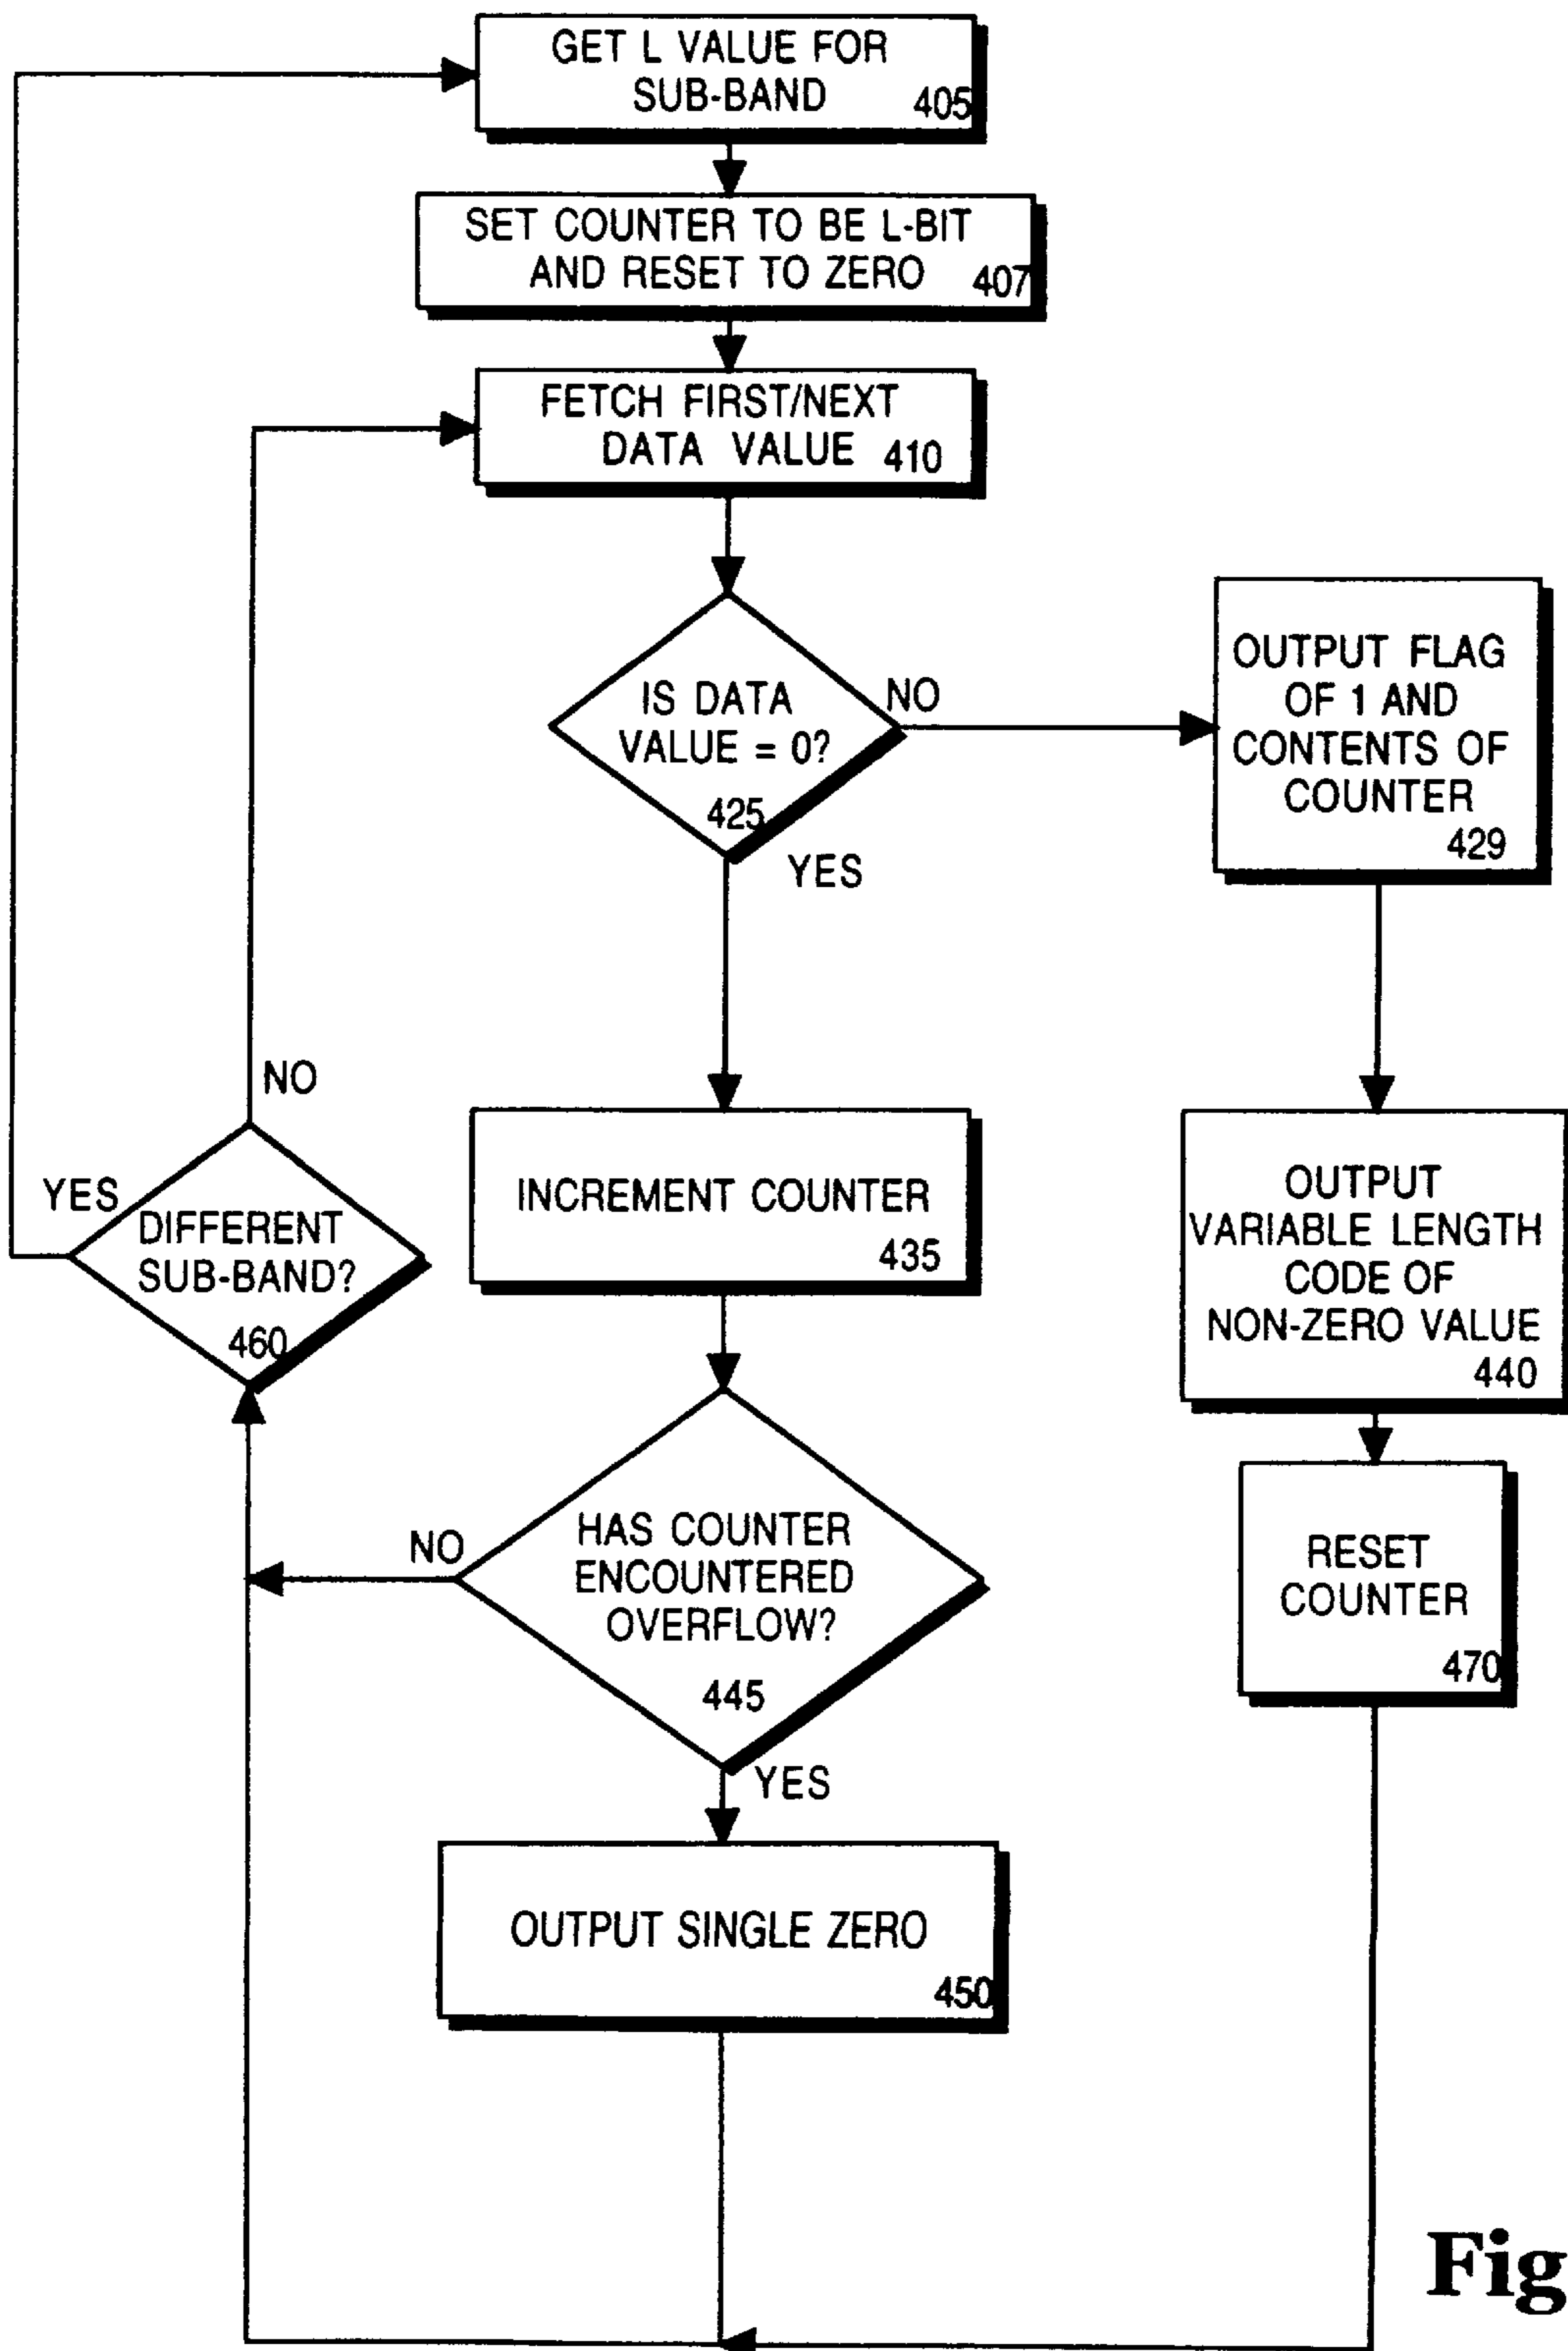 GET L VALUE FOR
SUB-BAND 405
SET COUNTER TO BE L-BIT
AND RESET TO ZERO 407
FETCH FIRST/NEXT
DATA VALUE 410
IS DATA
VALUE = 0?
425
NO
YES
OUTPUT FLAG
OF 1 AND
CONTENTS OF
COUNTER
429
NO
YES
DIFFERENT
SUB-BAND?
460
INCREMENT COUNTER
435
OUTPUT
VARIABLE LENGTH
CODE OF
NON-ZERO VALUE
440
NO
HAS COUNTER
ENCOUNTERED
OVERFLOW?
445
YES
RESET
COUNTER
470
OUTPUT SINGLE ZERO
450
Fig